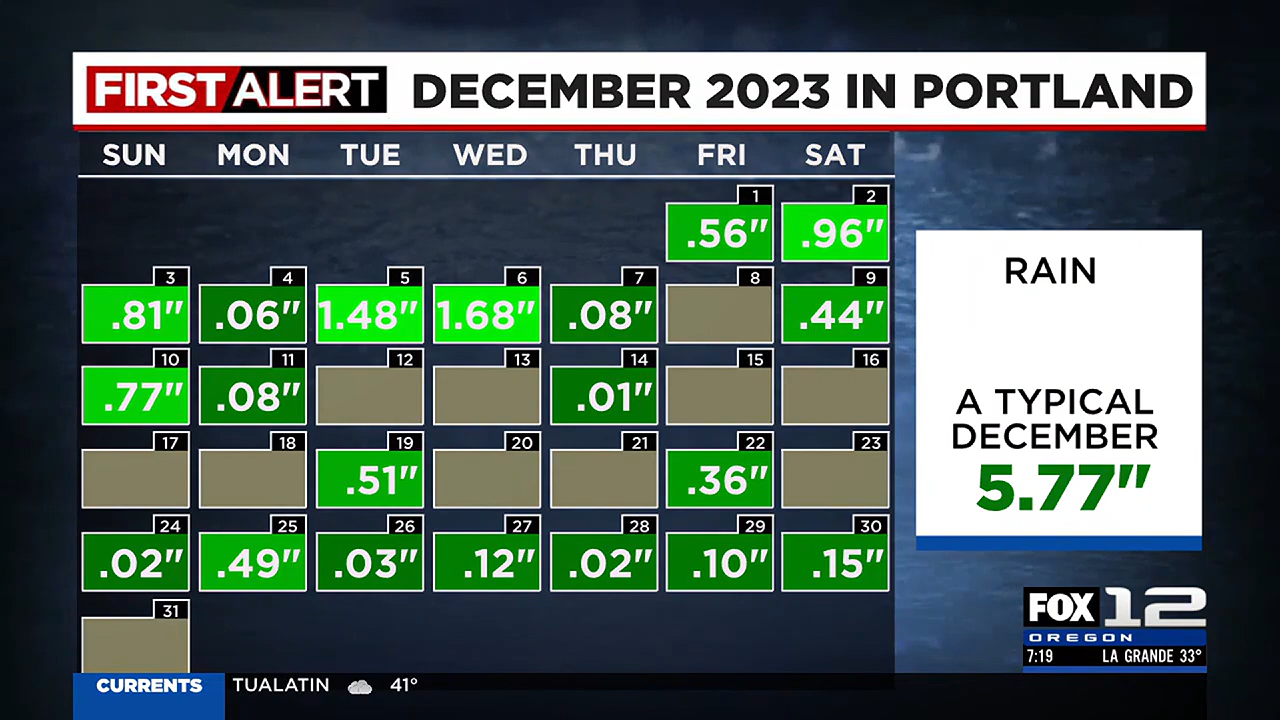 FIRST ALERT DECEMBER 2023 IN PORTLAND
SUN MON TUE WED THU FRI SAT
1 2
.56" .96"
3 4 5 6 7 8 9
.81" .06" 1.48" 1.68" .08" .44"
10 11 12 13 14 15 16
.77" .08" .01"
17 18 19 20 21 22 23
.51" .36"
24 25 26 27 28 29 30
.02" .49" .03" .12" .02" .10" .15"
31
RAIN
A TYPICAL
DECEMBER
5.77"
FOX 12
OREGON
7:19 LA GRANDE 33°
CURRENTS TUALATIN 41°